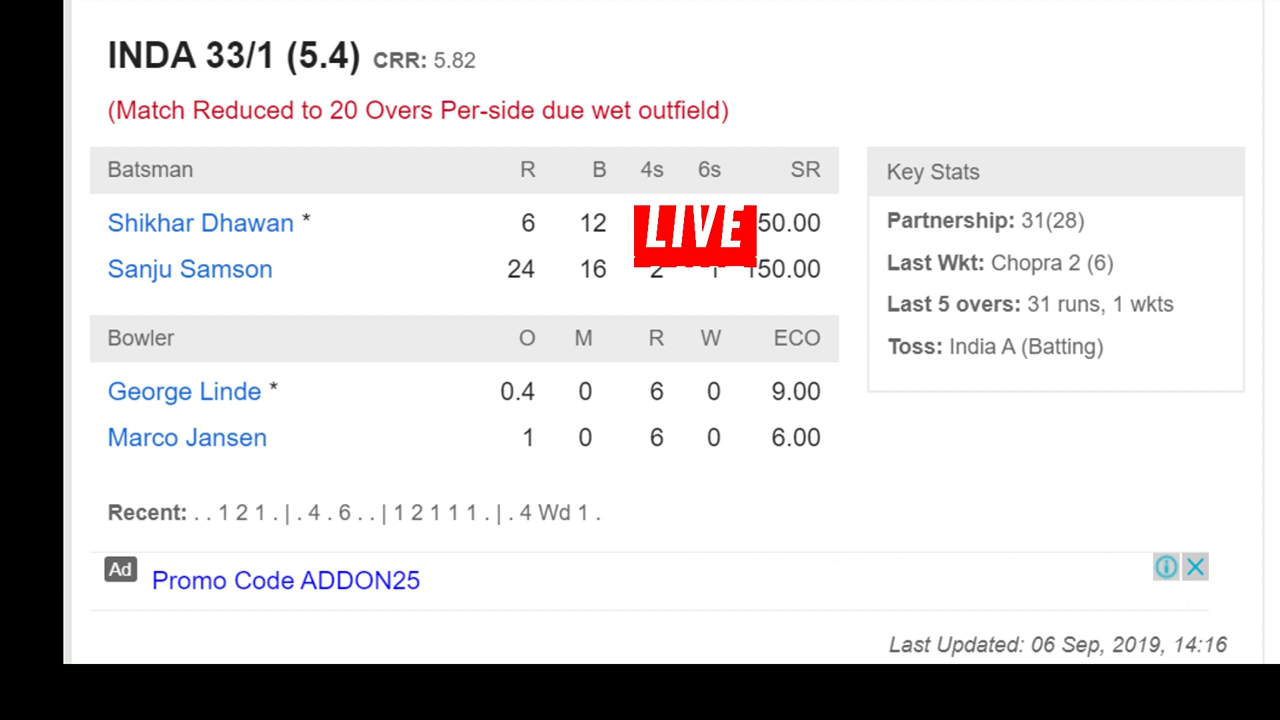 INDA 33/1 (5.4) CRR: 5.82
(Match Reduced to 20 Overs Per-side due wet outfield)
Batsman R B 4s 6s SR
Shikhar Dhawan * 6 12 LIVE 50.00
Sanju Samson 24 16 2 1 150.00
Bowler O M R W ECO
George Linde * 0.4 0 6 0 9.00
Marco Jansen 1 0 6 0 6.00
Recent: . . 1 2 1 . | . 4 . 6 . . | 1 2 1 1 1 . | . 4 Wd 1 .
Key Stats
Partnership: 31(28)
Last Wkt: Chopra 2 (6)
Last 5 overs: 31 runs, 1 wkts
Toss: India A (Batting)
Ad
Promo Code ADDON25
Last Updated: 06 Sep, 2019, 14:16